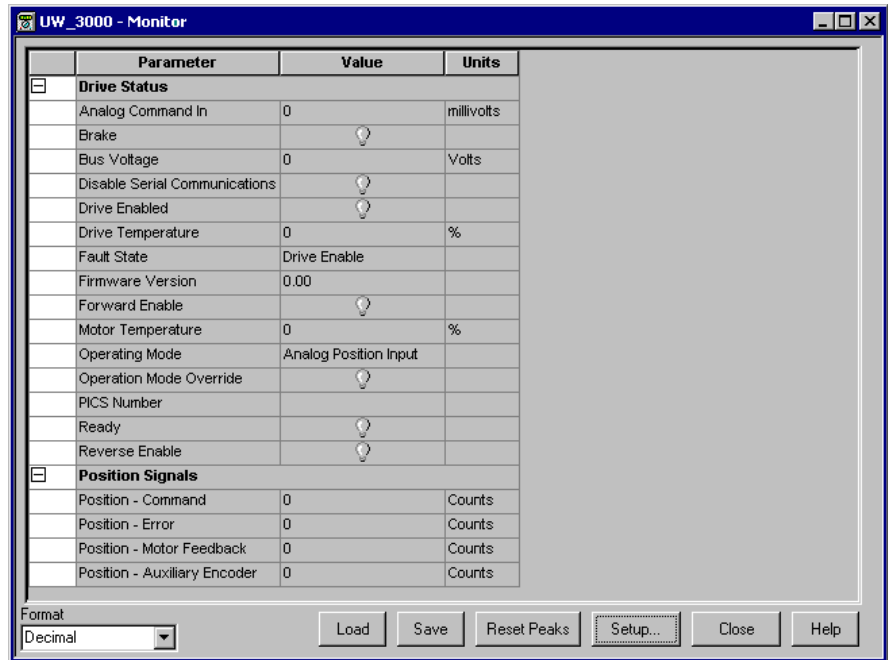 UW_3000 - Monitor
Parameter Value Units
Drive Status
Analog Command In 0 millivolts
Brake
Bus Voltage 0 Volts
Disable Serial Communications
Drive Enabled
Drive Temperature 0 %
Fault State Drive Enable
Firmware Version 0.00
Forward Enable
Motor Temperature 0 %
Operating Mode Analog Position Input
Operation Mode Override
PICS Number
Ready
Reverse Enable
Position Signals
Position - Command 0 Counts
Position - Error 0 Counts
Position - Motor Feedback 0 Counts
Position - Auxiliary Encoder 0 Counts
Format
Decimal Load Save Reset Peaks Setup... Close Help